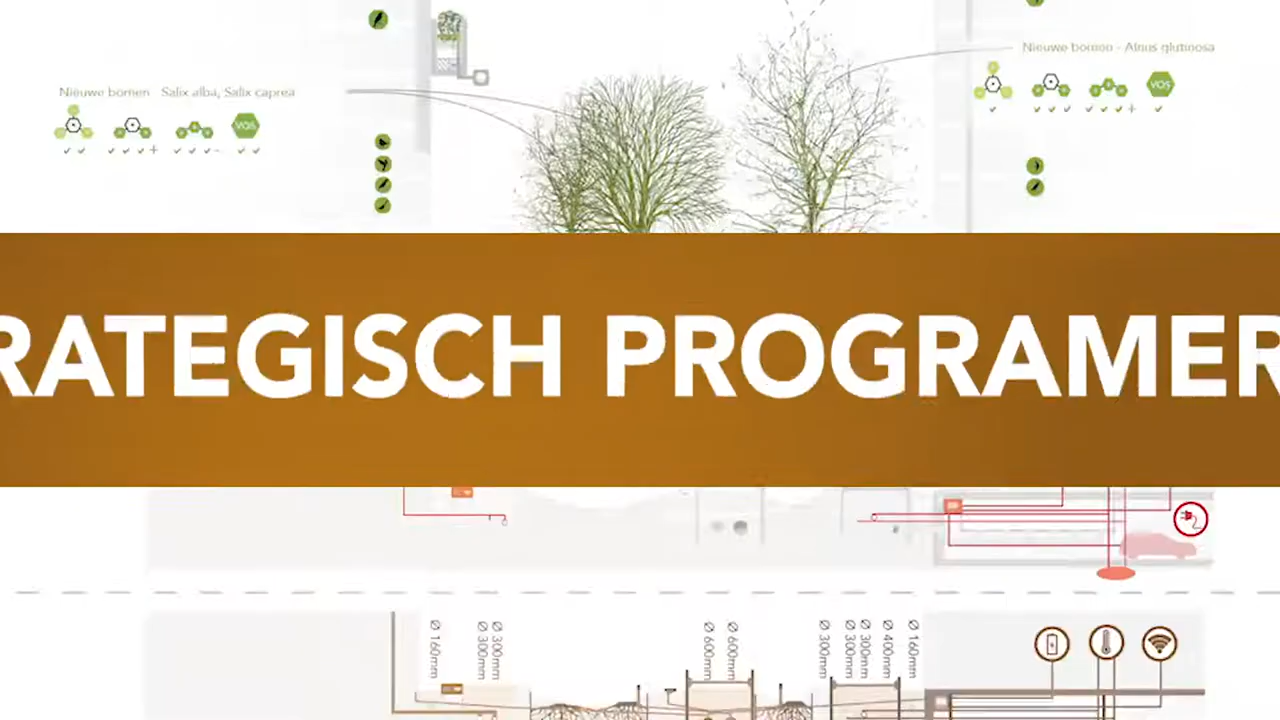 Nieuwe bomen - Alnus glutinosa
Nieuwe bomen Salix alba, Salix caprea
VOS
VOS
RATEGISCH PROGRAMER
Ø 160mm
Ø 300mm
Ø 300mm
Ø 600mm
Ø 600mm
Ø 300mm
Ø 300mm
Ø 300mm
Ø 400mm
Ø 160mm